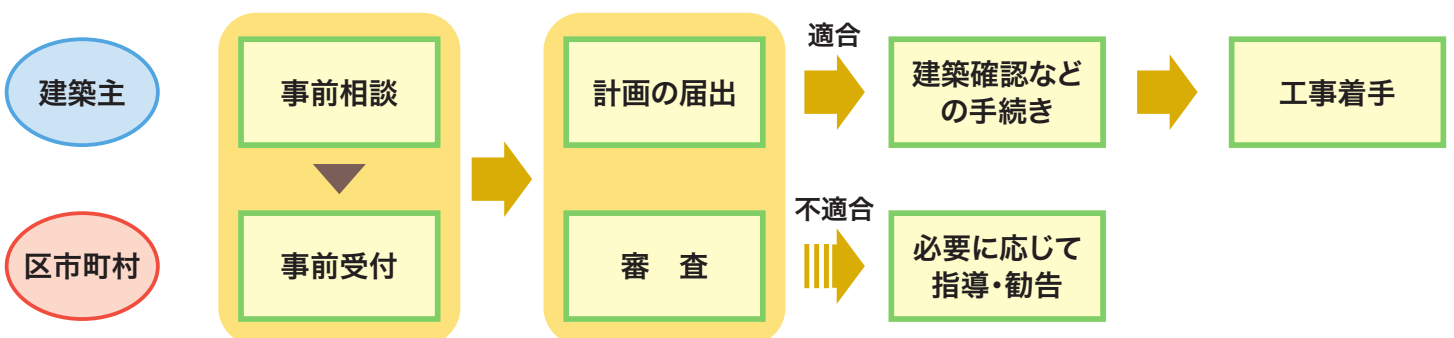 建築主
事前相談
計画の届出
適合
建築確認など
の手続き
工事着手
区市町村
事前受付
審　査
不適合
必要に応じて
指導・勧告